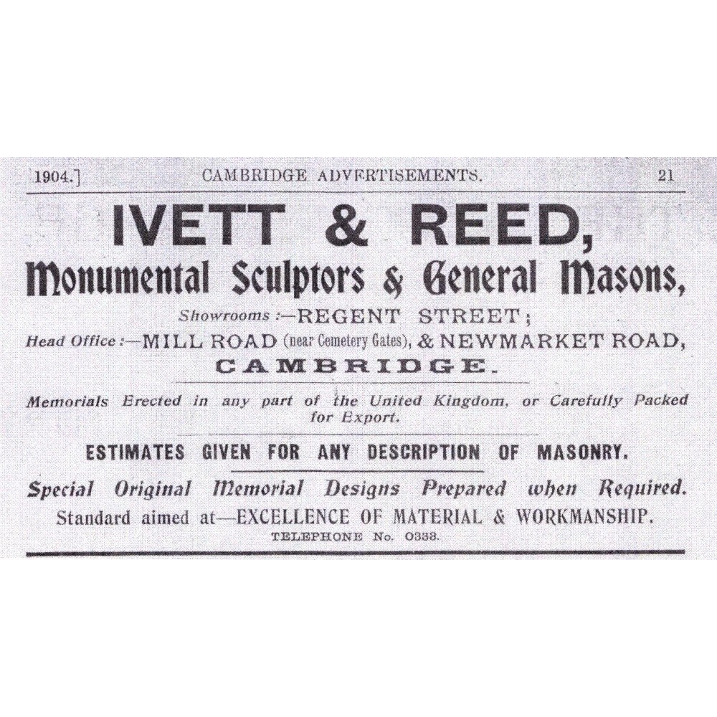 1904.] CAMBRIDGE ADVERTISEMENTS. 21
IVETT & REED,
Monumental Sculptors & General Masons,
Showrooms :—REGENT STREET;
Head Office :—MILL ROAD (near Cemetery Gates), & NEWMARKET ROAD,
CAMBRIDGE.
Memorials Erected in any part of the United Kingdom, or Carefully Packed
for Export.
ESTIMATES GIVEN FOR ANY DESCRIPTION OF MASONRY.
Special Original Memorial Designs Prepared when Required.
Standard aimed at—EXCELLENCE OF MATERIAL & WORKMANSHIP.
TELEPHONE No. 0333.